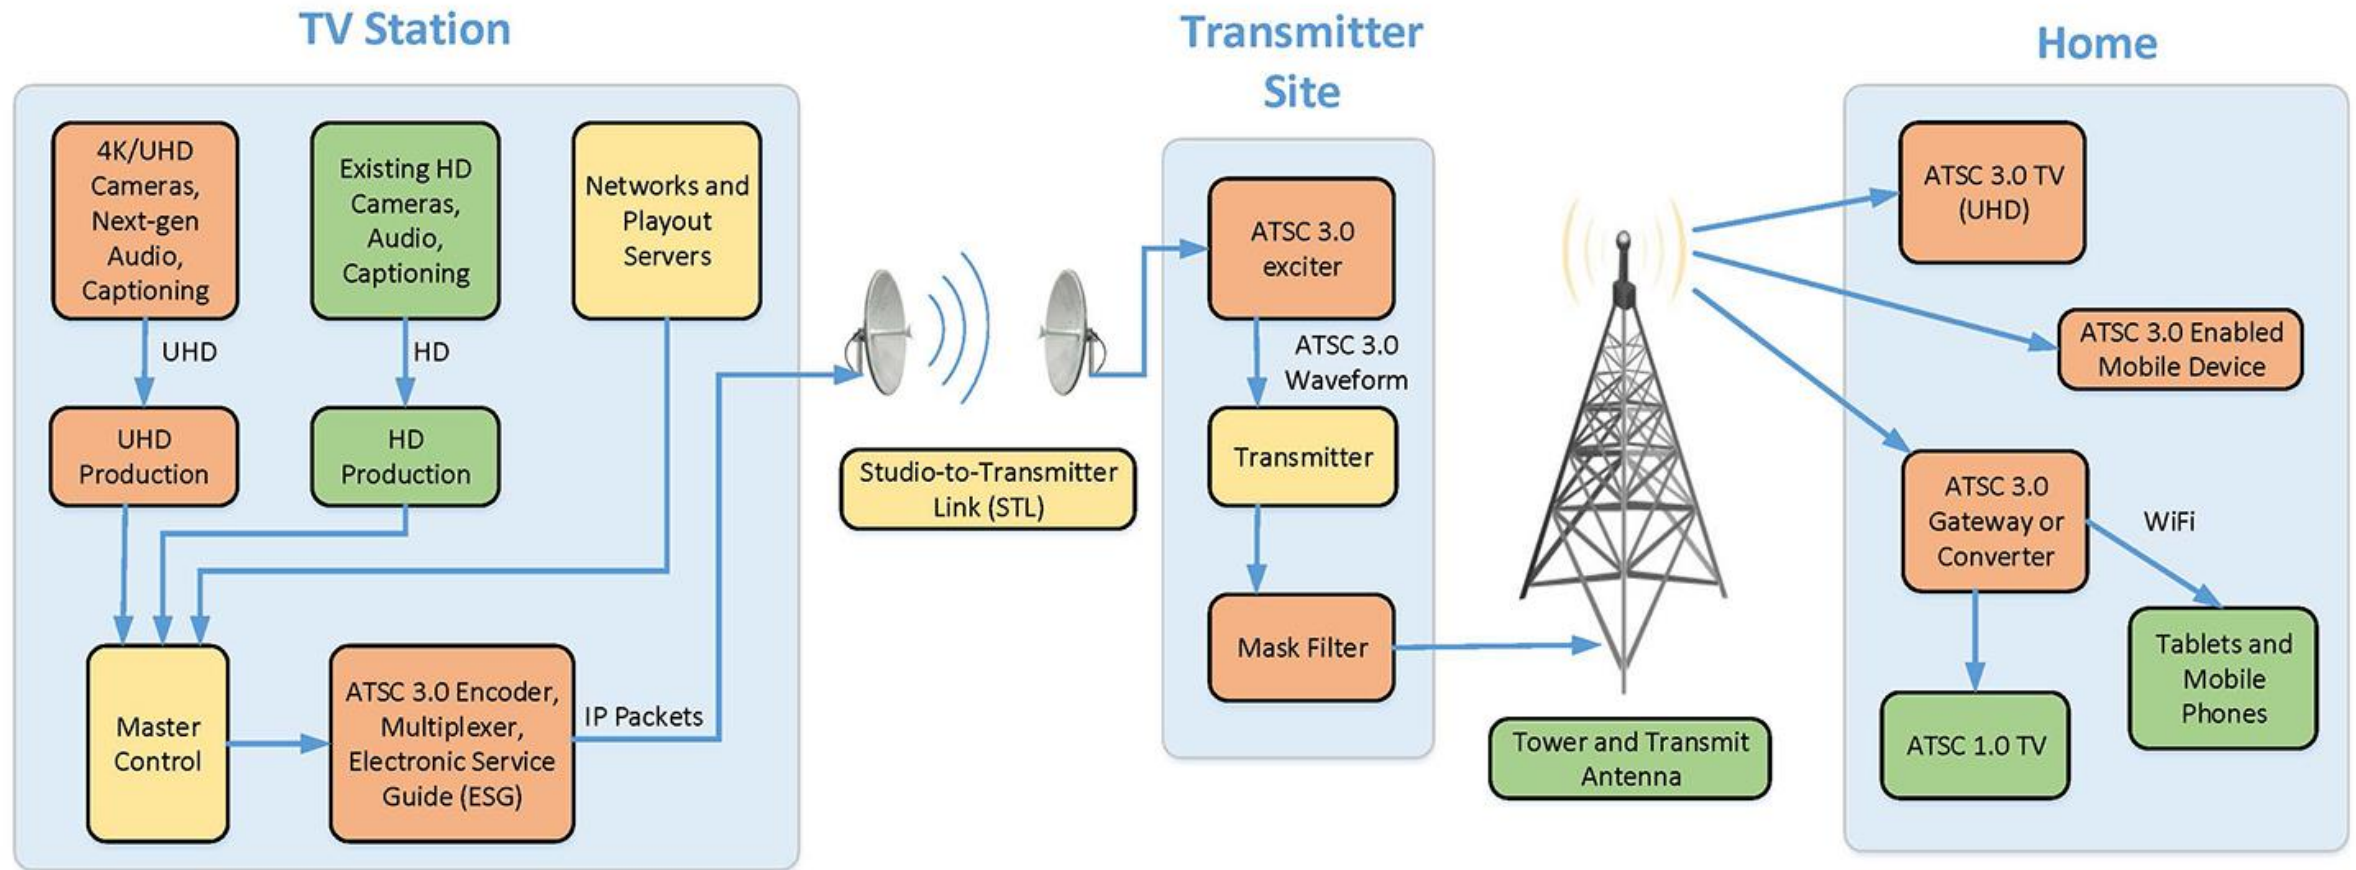 TV Station
4K/UHD
Cameras,
Next-gen
Audio,
Captioning
Existing HD
Cameras,
Audio,
Captioning
Networks and
Playout
Servers
UHD
HD
UHD
Production
HD
Production
Master
Control
ATSC 3.0 Encoder,
Multiplexer,
Electronic Service
Guide (ESG)
IP Packets
Studio-to-Transmitter
Link (STL)
Transmitter
Site
ATSC 3.0
exciter
ATSC 3.0
Waveform
Transmitter
Mask Filter
Tower and Transmit
Antenna
Home
ATSC 3.0 TV
(UHD)
ATSC 3.0 Enabled
Mobile Device
ATSC 3.0
Gateway or
Converter
WiFi
Tablets and
Mobile
Phones
ATSC 1.0 TV